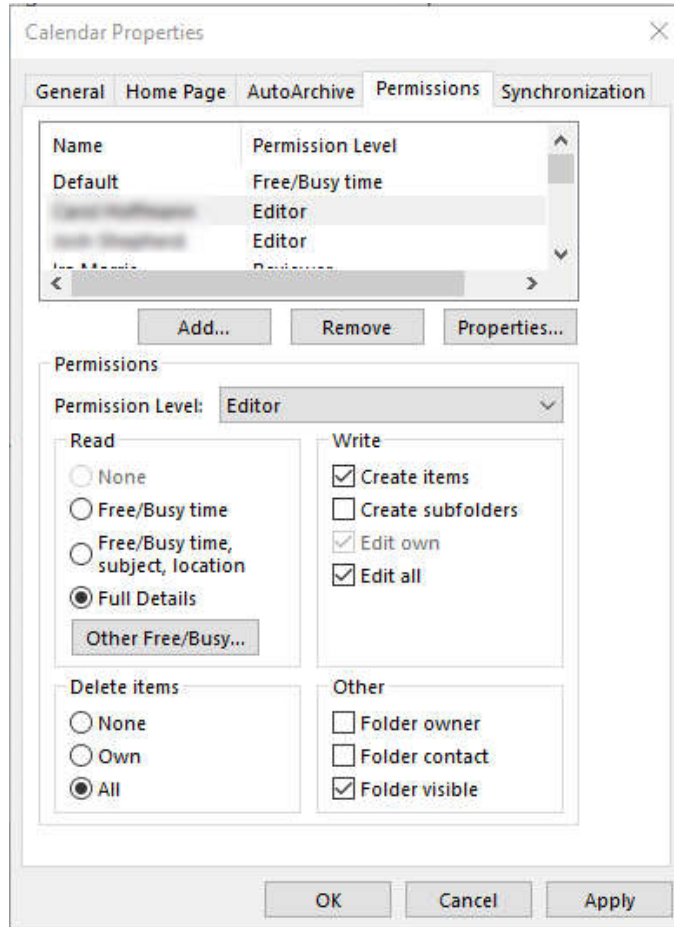 Calendar Properties
General Home Page AutoArchive Permissions Synchronization
Name Permission Level
Default Free/Busy time
Editor
Editor
Add... Remove Properties...
Permissions
Permission Level: Editor
Read Write
None Create items
Free/Busy time Create subfolders
Free/Busy time,
subject, location
Edit own
Full Details Edit all
Other Free/Busy...
Delete items Other
None Folder owner
Own Folder contact
All Folder visible
OK Cancel Apply